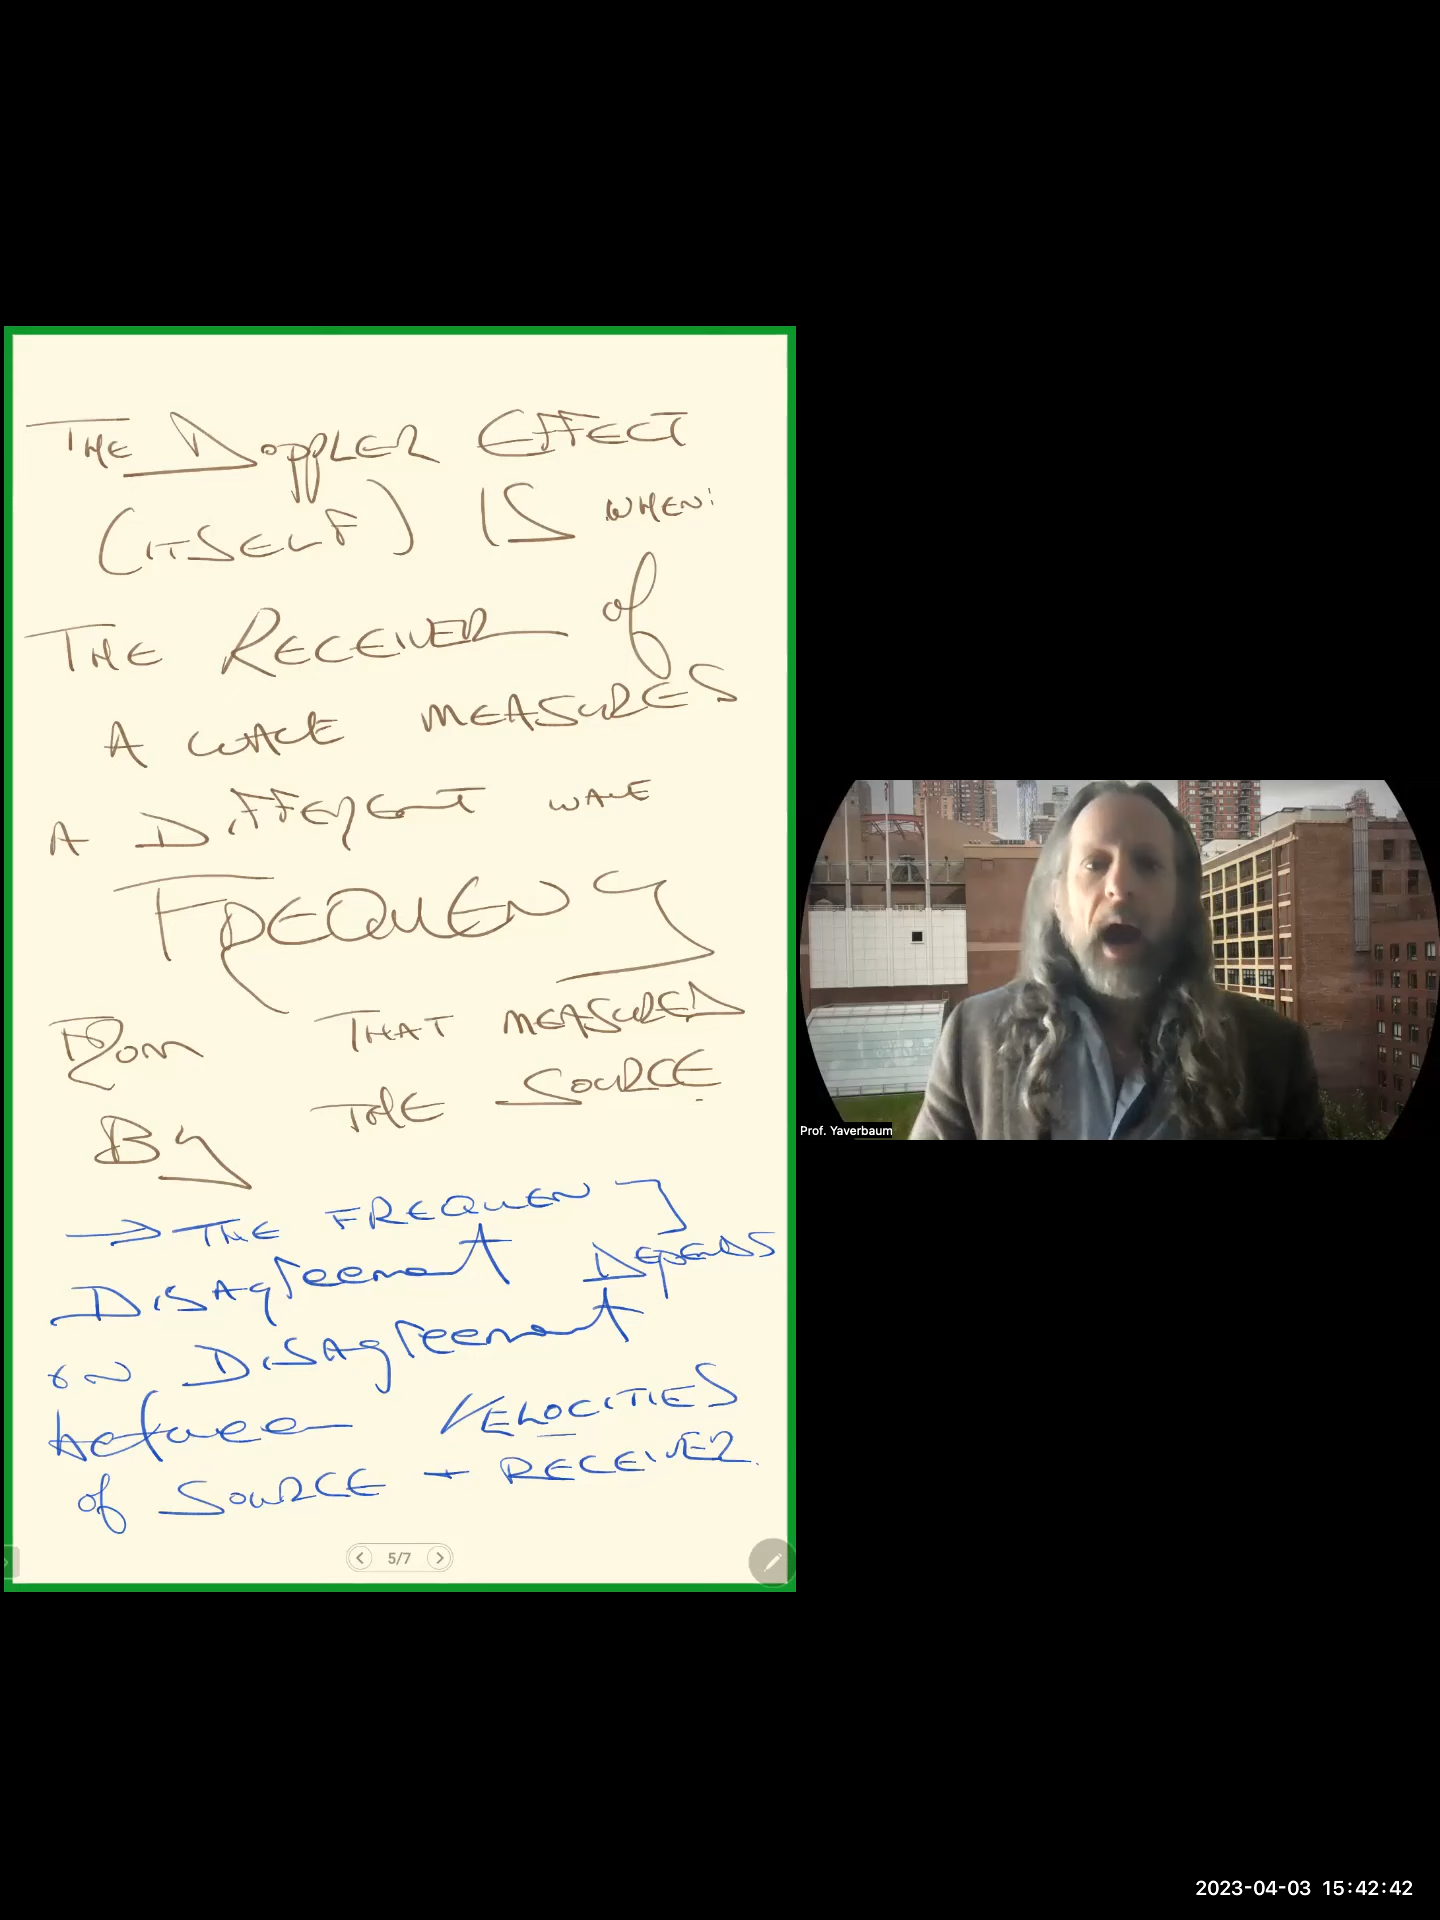 THE DOPPLER EFFECT
(ITSELF) IS WHEN:
THE RECEIVER of
A WAVE MEASURES
A DIFFERENT WAVE
FREQUENCY
FROM THAT MEASURED
By THE SOURCE
→ THE FREQUENCY
DISAgreement DEPENDS
ON DISAgreement
between VELOCITIES
of SOURCE + RECEIVER.
5/7
Prof. Yaverbaum
2023-04-03 15:42:42